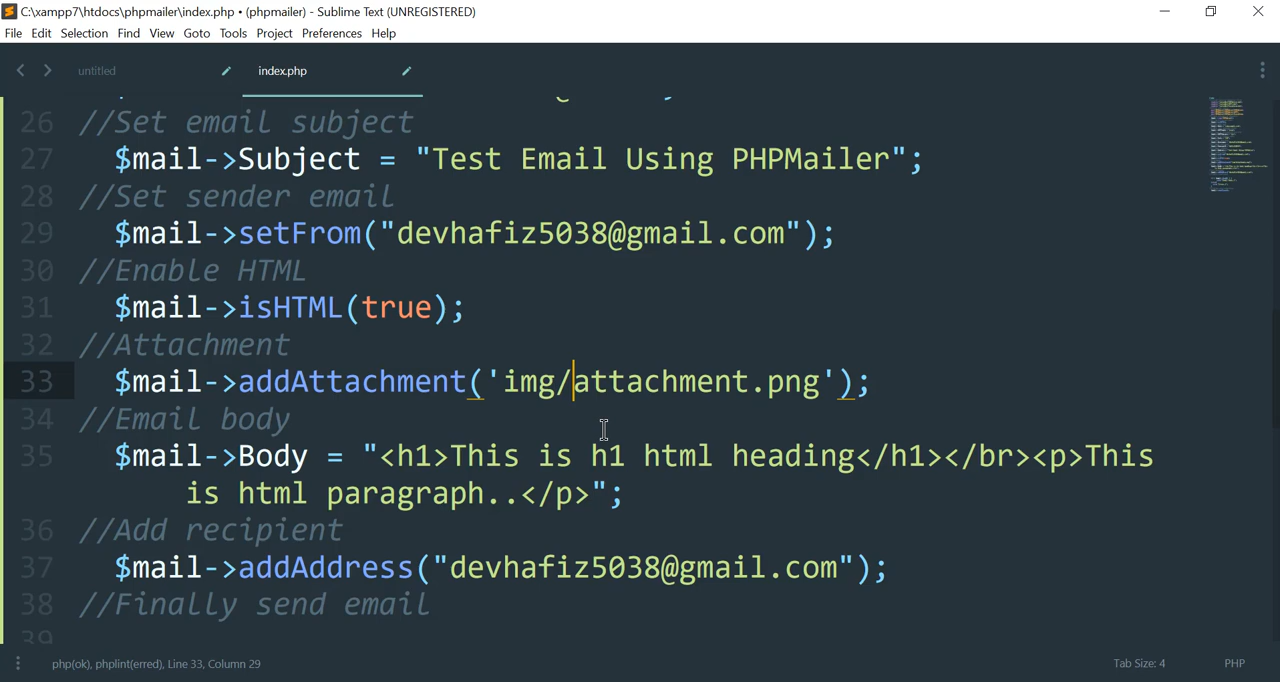 C:\xampp7\htdocs\phpmailer\index.php • (phpmailer) - Sublime Text (UNREGISTERED)
File Edit Selection Find View Goto Tools Project Preferences Help
untitled index.php
26 //Set email subject
27 $mail->Subject = "Test Email Using PHPMailer";
28 //Set sender email
29 $mail->setFrom("devhafiz5038@gmail.com");
30 //Enable HTML
31 $mail->isHTML(true);
32 //Attachment
33 $mail->addAttachment('img/attachment.png');
34 //Email body
35 $mail->Body = "<h1>This is h1 html heading</h1></br><p>This
is html paragraph..</p>";
36 //Add recipient
37 $mail->addAddress("devhafiz5038@gmail.com");
38 //Finally send email
39
php(ok), phplint(erred), Line 33, Column 29 Tab Size: 4 PHP